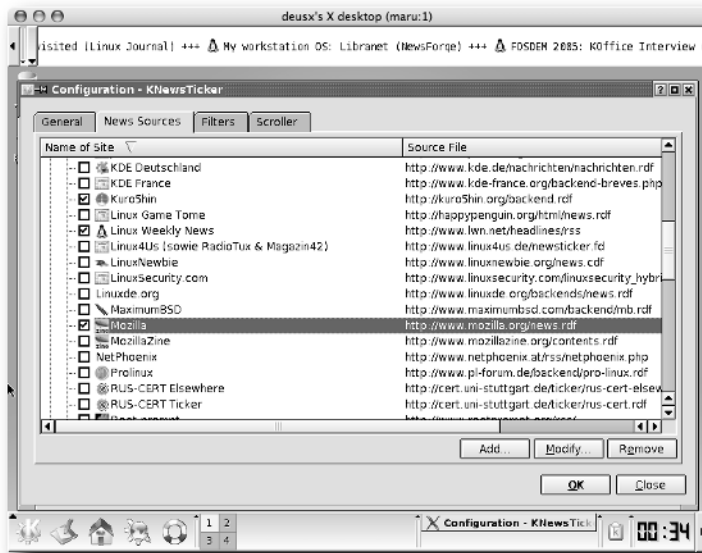 deusx's X desktop (maru:1)
isited (Linux Journal) +++ My workstation OS: Libranet (NewsForge) +++ FOSDEM 2005: KOffice Interview
Configuration - KNewsTicker
General News Sources Filters Scroller
Name of Site Source File
KDE Deutschland http://www.kde.de/nachrichten/nachrichten.rdf
KDE France http://www.kde-france.org/backend-breves.php
Kuro5hin http://kuro5hin.org/backend.rdf
Linux Game Tome http://happypenguin.org/html/news.rdf
Linux Weekly News http://www.lwn.net/headlines/rss
Linux4Us (sowie RadioTux & Magazin42) http://www.linux4us.de/newsticker.fd
LinuxNewbie http://www.linuxnewbie.org/news.cdf
LinuxSecurity.com http://www.linuxsecurity.com/linuxsecurity_hybri
Linuxde.org http://www.linuxde.org/backends/news.rdf
MaximumBSD http://www.maximumbsd.com/backend/mb.rdf
Mozilla http://www.mozilla.org/news.rdf
MozillaZine http://www.mozillazine.org/contents.rdf
NetPhoenix http://www.netphoenix.at/rss/netphoenix.php
Prolinux http://www.pl-forum.de/backend/pro-linux.rdf
RUS-CERT Elsewhere http://cert.uni-stuttgart.de/ticker/rus-cert-elsew
RUS-CERT Ticker http://cert.uni-stuttgart.de/ticker/rus-cert.rdf
Add... Modify... Remove
OK Close
1 2
3 4
Configuration - KNewsTick
00:34